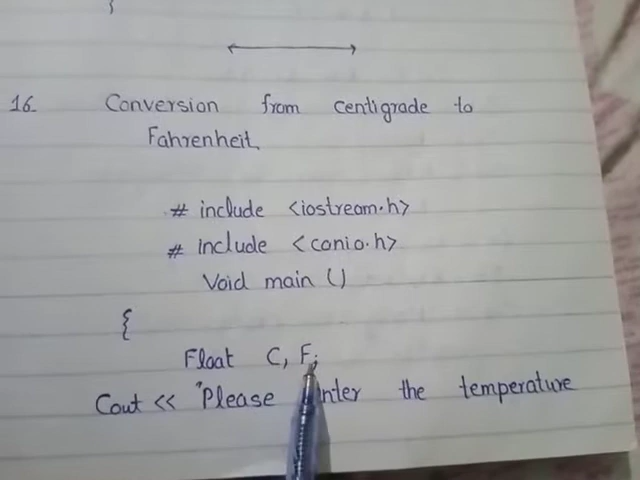 16 Conversion from centigrade to
Fahrenheit.
# include <iostream.h>
# include <conio.h>
Void main ()
{
Float C, F;
Cout << "Please the temperature